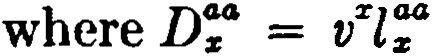 where $D_x^{aa} = v^x l_x^{aa}$